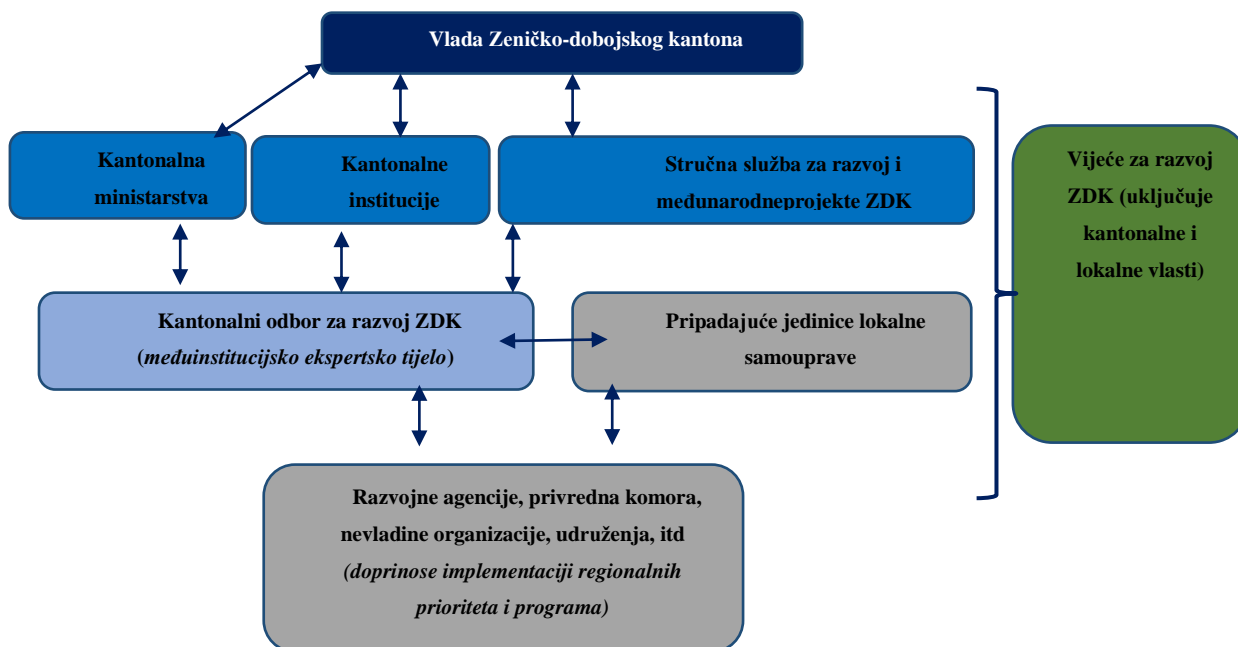 Vlada Zeničko-dobojskog kantona
Kantonalna
ministarstva
Kantonalne
institucije
Stručna služba za razvoj i
međunarodneprojekte ZDK
Vijeće za razvoj
ZDK (uključuje
kantonalne i
lokalne vlasti)
Kantonalni odbor za razvoj ZDK
(međuinstitucijsko ekspertsko tijelo)
Pripadajuće jedinice lokalne
samouprave
Razvojne agencije, privredna komora,
nevladine organizacije, udruženja, itd
(doprinose implementaciji regionalnih
prioriteta i programa)